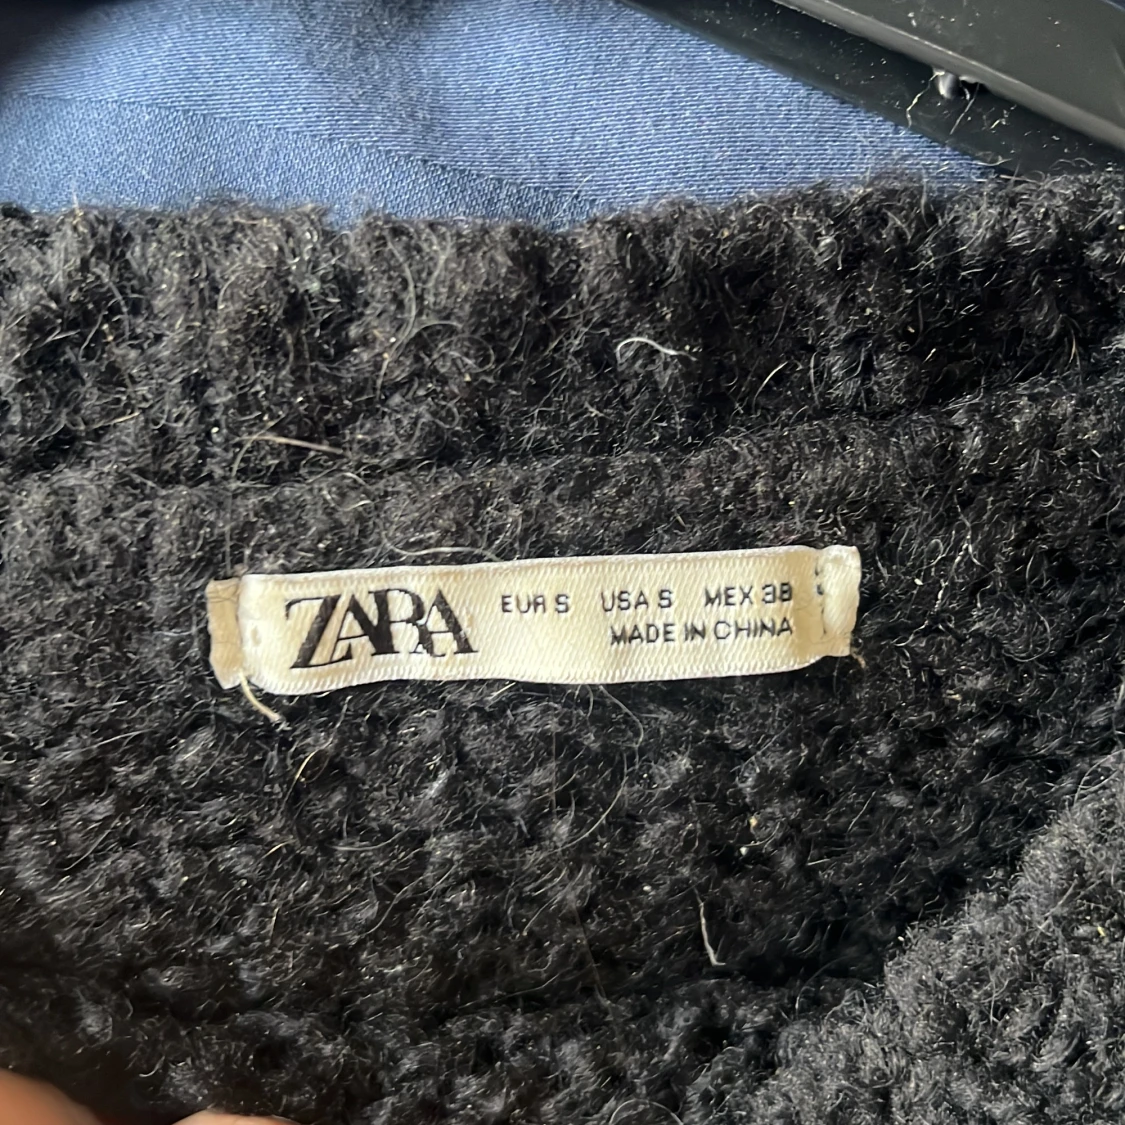 ZARA EUR S USA S MEX 38
MADE IN CHINA